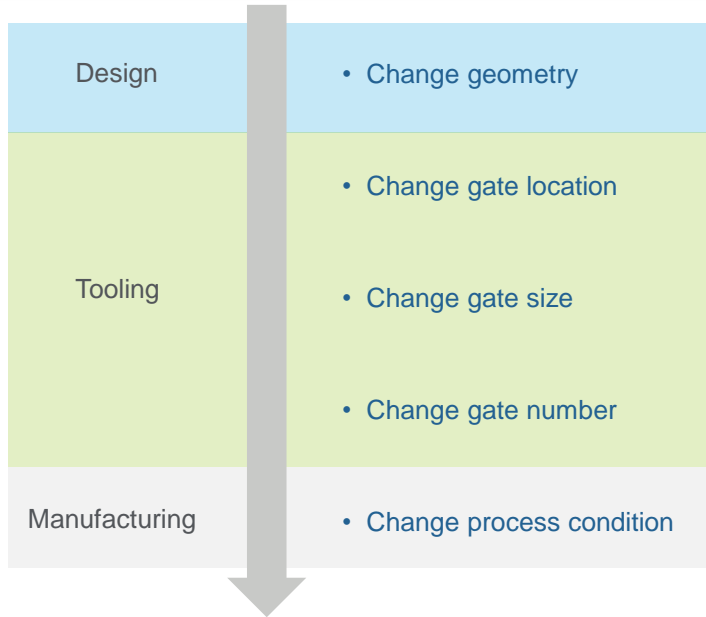 Design
• Change geometry
• Change gate location
Tooling
• Change gate size
• Change gate number
Manufacturing
• Change process condition